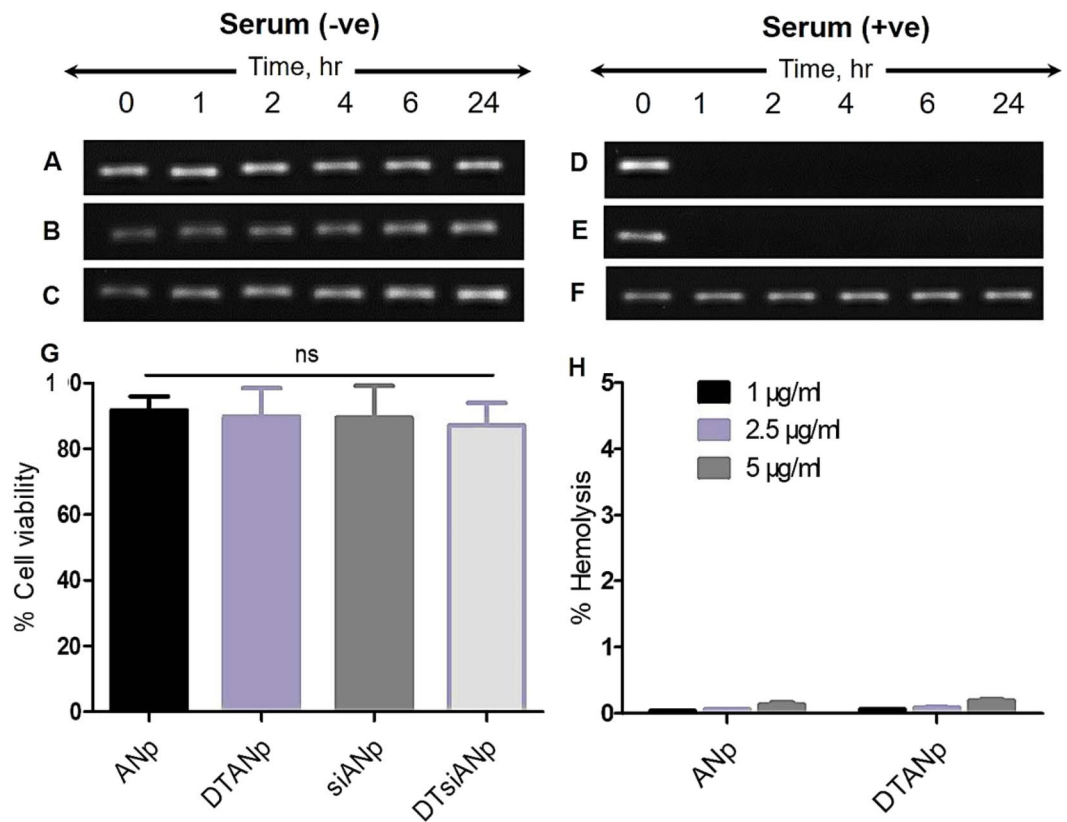 Serum (-ve)
Time, hr
0 1 2 4 6 24
A
B
C
Serum (+ve)
Time, hr
0 1 2 4 6 24
D
E
F
G
ns
1 0
80
60
40
20
0
% Cell viability
ANp
DTANp
siANp
DTsiANp
H
1 µg/ml
2.5 µg/ml
5 µg/ml
5
4
3
2
1
0
% Hemolysis
ANp
DTANp